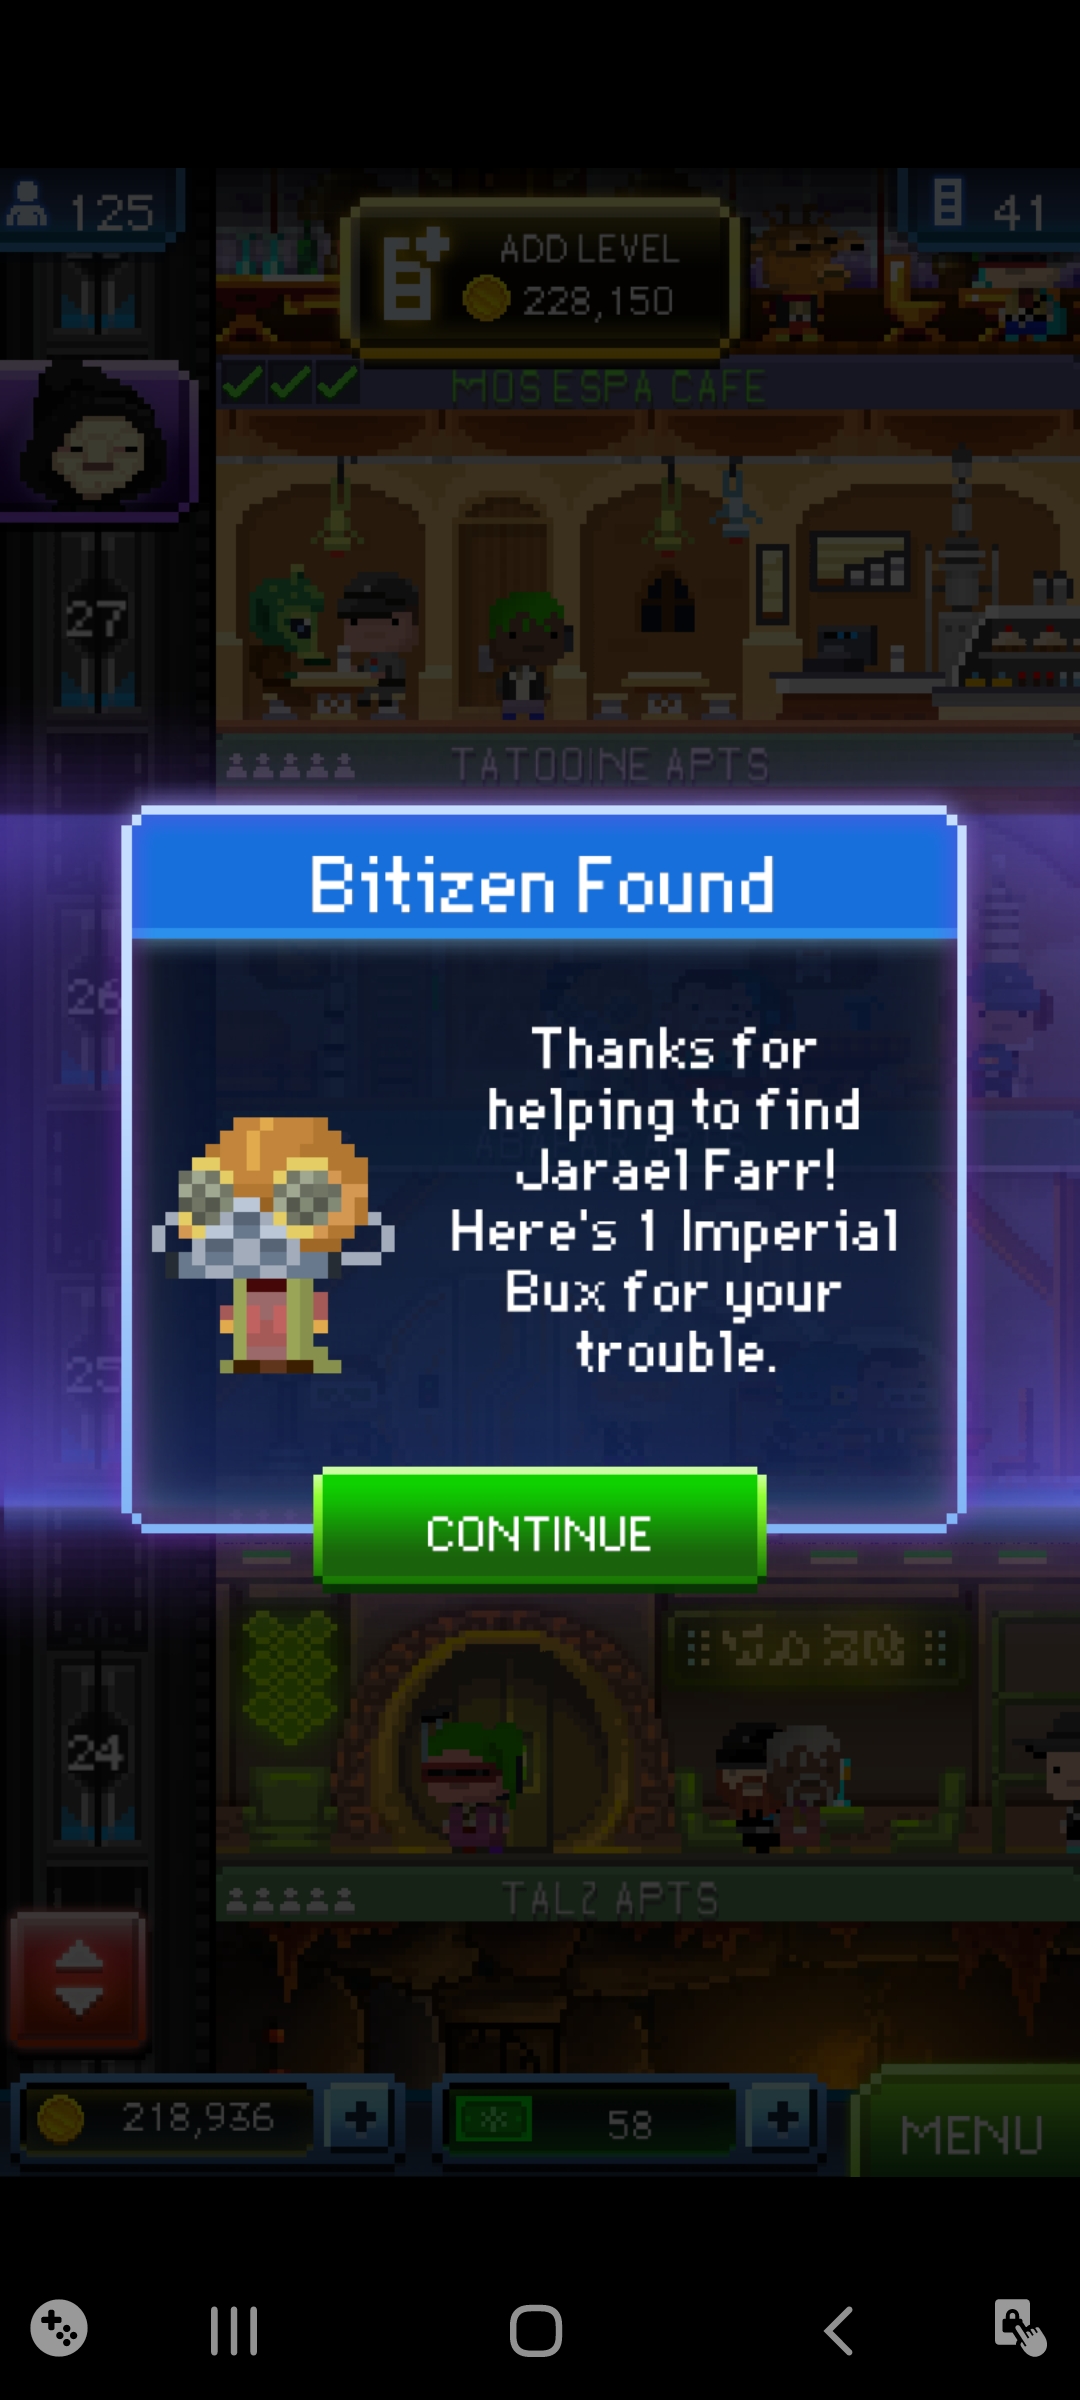 125
ADD LEVEL
228,150
41
MOS ESPA CAFE
27
TATOOINE APTS
Bitizen Found
26
Thanks for
helping to find
Jarael Farr!
Here's 1 Imperial
Bux for your
trouble.
25
CONTINUE
24
TALZ APTS
218,936
58
MENU